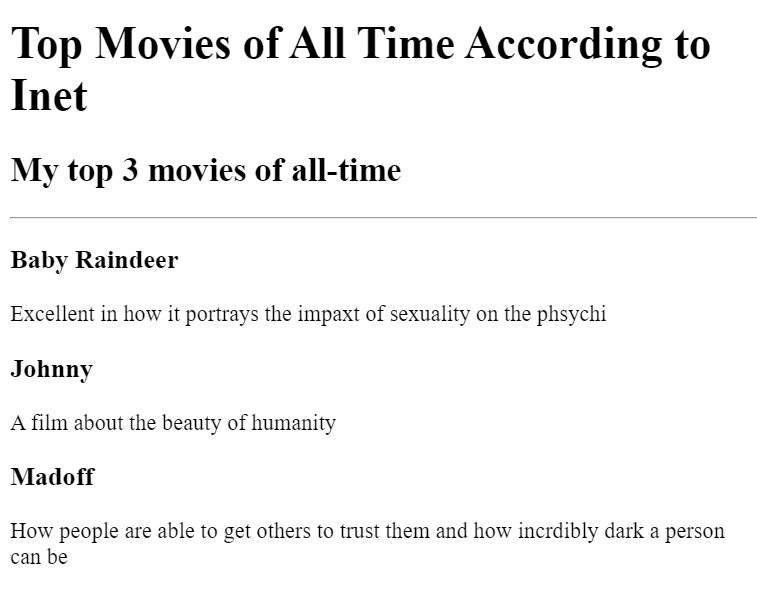 Top Movies of All Time According to
Inet
My top 3 movies of all-time
Baby Raindeer
Excellent in how it portrays the impaxt of sexuality on the phsychi
Johnny
A film about the beauty of humanity
Madoff
How people are able to get others to trust them and how incrdibly dark a person
can be